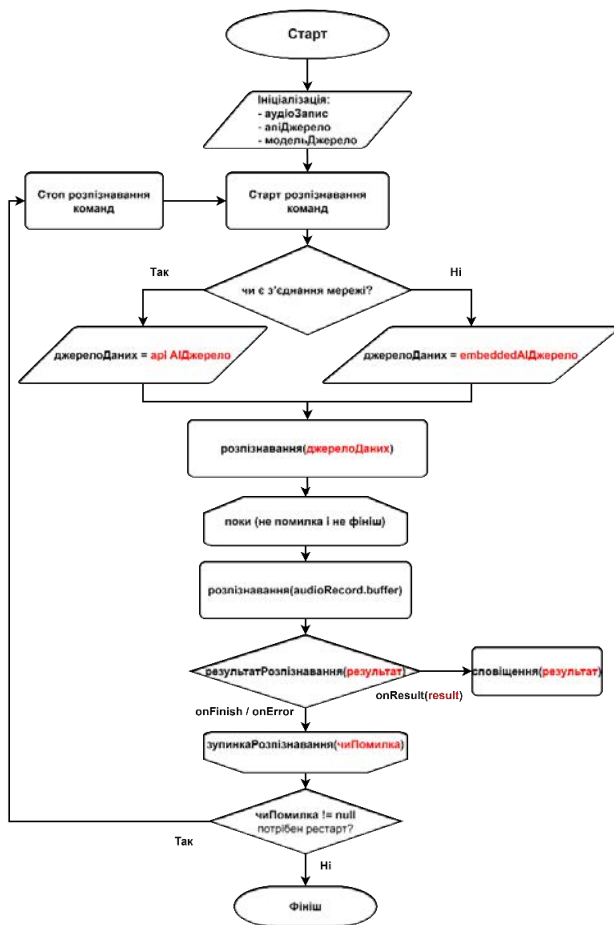 Старт
Ініціалізація:
- аудіоЗапис
- апіДжерело
- модельДжерело
Стоп розпізнавання
команд
Старт розпізнавання
команд
Так
чи є з'єднання мережі?
Ні
джерелоДаних = арі АІДжерело
джерелоДаних = embeddedAIДжерело
розпізнавання(джерелоДаних)
поки (не помилка і не фініш)
розпізнавання(audioRecord.buffer)
результатРозпізнавання(результат)
сповіщення(результат)
onResult(result)
onFinish / onError
зупинкаРозпізнавання(чиПомилка)
чиПомилка != null
потрібен рестарт?
Так
Ні
Фініш